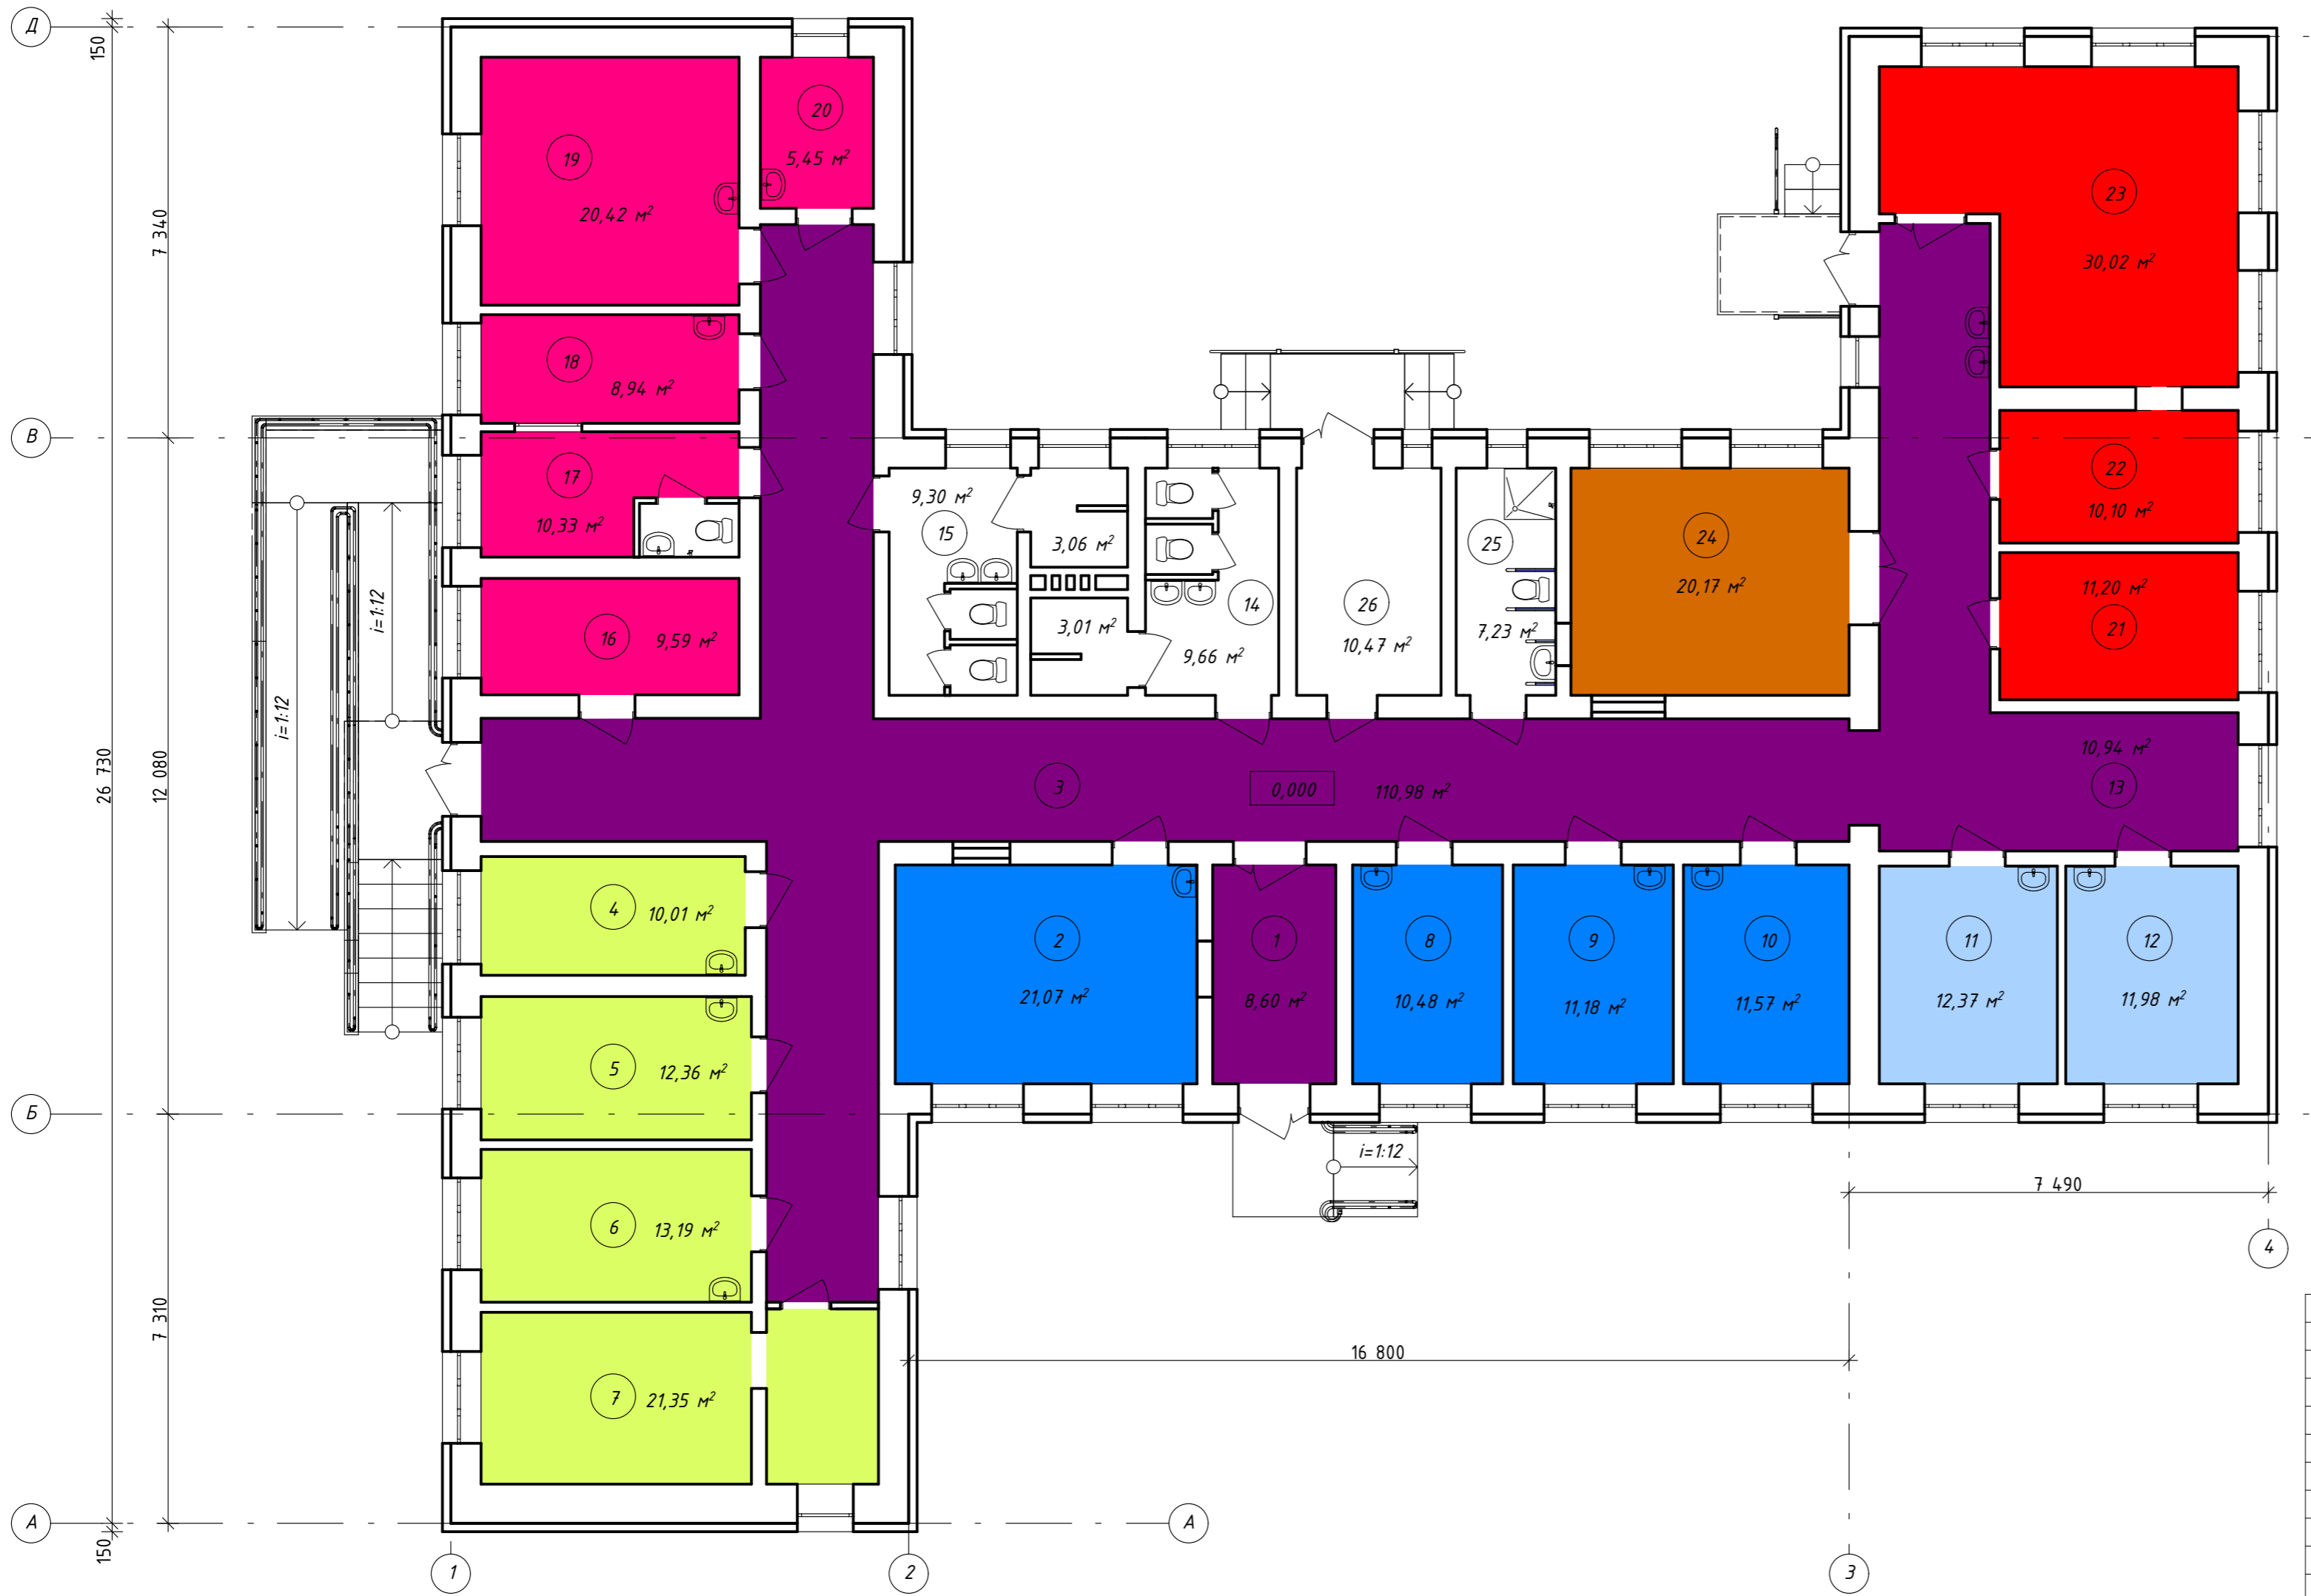 Д
150
20
5,45 м²
19
20,42 м²
23
30,02 м²
7 340
18
8,94 м²
В
17
10,33 м²
9,30 м²
15
3,06 м²
25
24
20,17 м²
22
10,10 м²
i=1:12
16
9,59 м²
3,01 м²
14
9,66 м²
26
10,47 м²
7,23 м²
11,20 м²
21
i=1:12
26 730
12 080
3
0,000
110,98 м²
10,94 м²
13
4
10,01 м²
2
21,07 м²
1
8,60 м²
8
10,48 м²
9
11,18 м²
10
11,57 м²
11
12,37 м²
12
11,98 м²
5
12,36 м²
Б
i=1:12
7 490
6
13,19 м²
4
7 310
16 800
7
21,35 м²
А
А
150
1
2
3